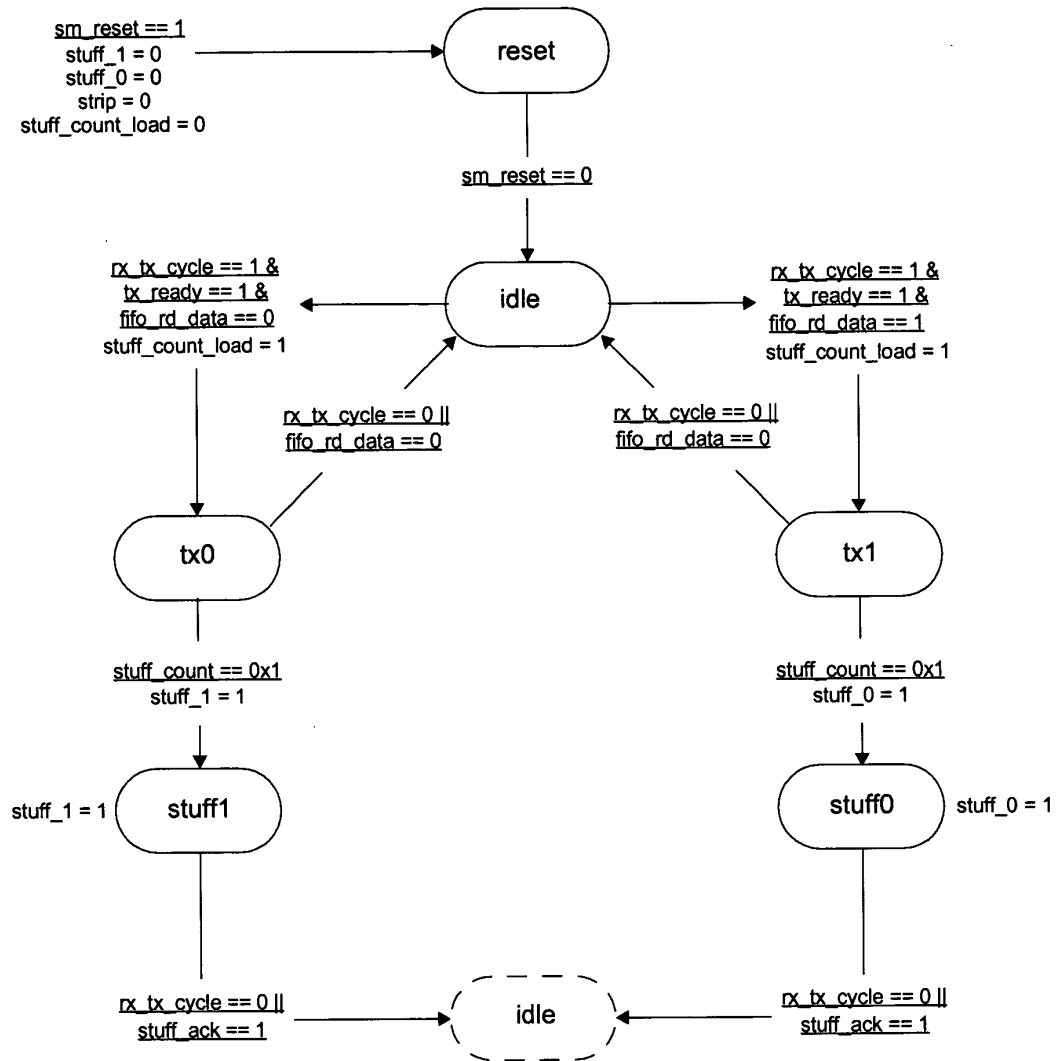 sm_reset == 1
stuff_1 = 0
stuff_0 = 0
strip = 0
stuff_count_load = 0
reset
sm_reset == 0
rx_tx_cycle == 1 &
tx_ready == 1 &
fifo_rd_data == 0
stuff_count_load = 1
idle
rx_tx_cycle == 1 &
tx_ready == 1 &
fifo_rd_data == 1
stuff_count_load = 1
rx_tx_cycle == 0 ||
fifo_rd_data == 0
rx_tx_cycle == 0 ||
fifo_rd_data == 0
tx0
tx1
stuff_count == 0x1
stuff_1 = 1
stuff_count == 0x1
stuff_0 = 1
stuff_1 = 1
stuff1
stuff0
stuff_0 = 1
rx_tx_cycle == 0 ||
stuff_ack == 1
idle
rx_tx_cycle == 0 ||
stuff_ack == 1